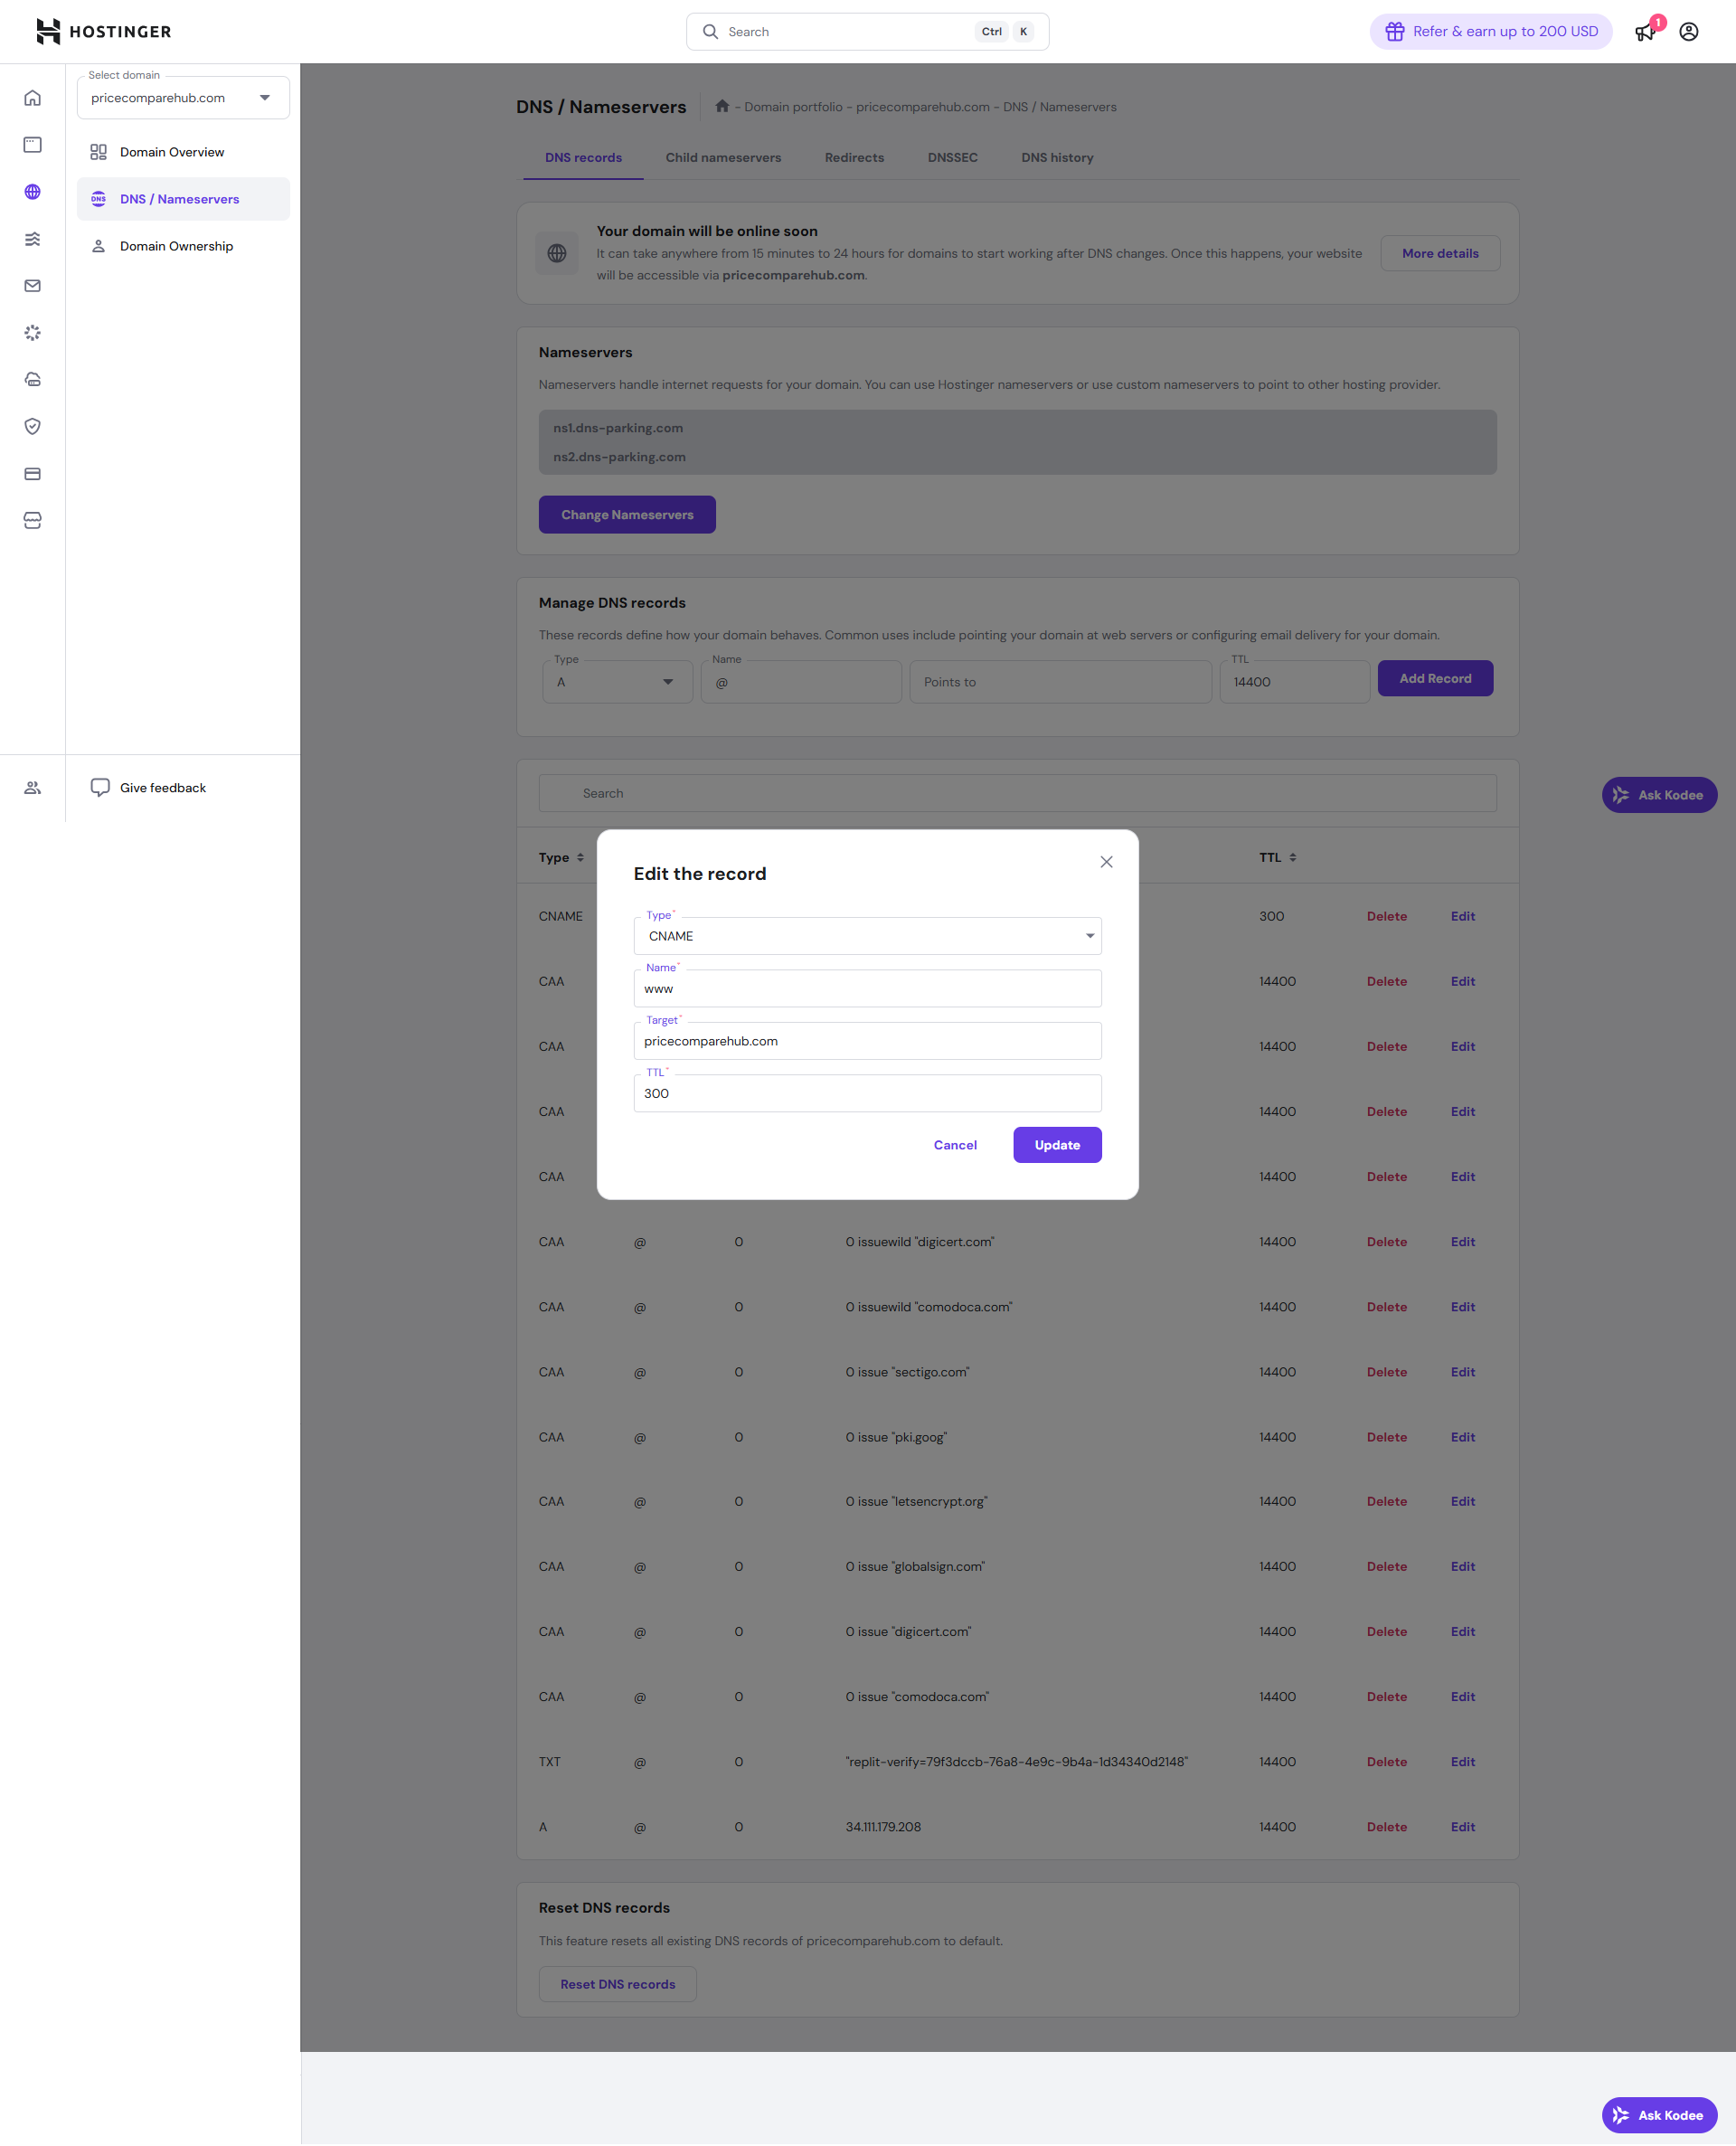 HOSTINGER
Search
Ctrl K
Refer & earn up to 200 USD
1
Select domain
pricecomparehub.com
Domain Overview
DNS / Nameservers
Domain Ownership
Give feedback
DNS / Nameservers
- Domain portfolio - pricecomparehub.com - DNS / Nameservers
DNS records Child nameservers Redirects DNSSEC DNS history
Your domain will be online soon
It can take anywhere from 15 minutes to 24 hours for domains to start working after DNS changes. Once this happens, your website
will be accessible via pricecomparehub.com.
More details
Nameservers
Nameservers handle internet requests for your domain. You can use Hostinger nameservers or use custom nameservers to point to other hosting provider.
ns1.dns-parking.com
ns2.dns-parking.com
Change Nameservers
Manage DNS records
These records define how your domain behaves. Common uses include pointing your domain at web servers or configuring email delivery for your domain.
Type Name TTL
A @ Points to 14400 Add Record
Search
Ask Kodee
Type TTL
CNAME 300 Delete Edit
CAA 14400 Delete Edit
CAA 14400 Delete Edit
CAA 14400 Delete Edit
CAA 14400 Delete Edit
Edit the record
Type*
CNAME
Name*
www
Target*
pricecomparehub.com
TTL*
300
Cancel Update
CAA @ 0 0 issuewild "digicert.com" 14400 Delete Edit
CAA @ 0 0 issuewild "comodoca.com" 14400 Delete Edit
CAA @ 0 0 issue "sectigo.com" 14400 Delete Edit
CAA @ 0 0 issue "pki.goog" 14400 Delete Edit
CAA @ 0 0 issue "letsencrypt.org" 14400 Delete Edit
CAA @ 0 0 issue "globalsign.com" 14400 Delete Edit
CAA @ 0 0 issue "digicert.com" 14400 Delete Edit
CAA @ 0 0 issue "comodoca.com" 14400 Delete Edit
TXT @ 0 "replit-verify=79f3dccb-76a8-4e9c-9b4a-1d34340d2148" 14400 Delete Edit
A @ 0 34.111.179.208 14400 Delete Edit
Reset DNS records
This feature resets all existing DNS records of pricecomparehub.com to default.
Reset DNS records
Ask Kodee